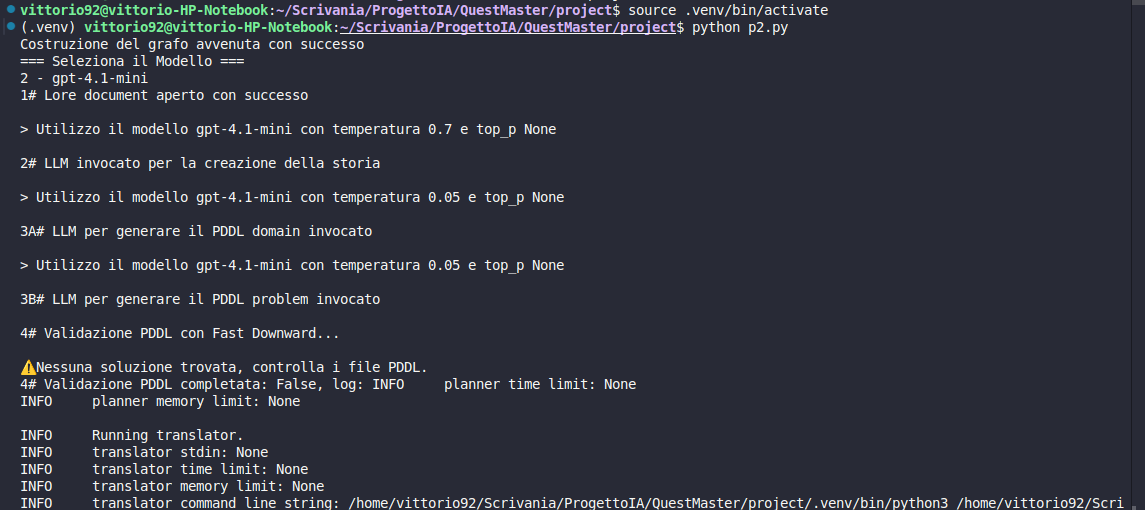 vittorio92@vittorio-HP-Notebook:~/Scrivania/ProgettoIA/QuestMaster/project$ source .venv/bin/activate
(.venv) vittorio92@vittorio-HP-Notebook:~/Scrivania/ProgettoIA/QuestMaster/project$ python p2.py
Costruzione del grafo avvenuta con successo
=== Seleziona il Modello ===
2 - gpt-4.1-mini
1# Lore document aperto con successo
> Utilizzo il modello gpt-4.1-mini con temperatura 0.7 e top_p None
2# LLM invocato per la creazione della storia
> Utilizzo il modello gpt-4.1-mini con temperatura 0.05 e top_p None
3A# LLM per generare il PDDL domain invocato
> Utilizzo il modello gpt-4.1-mini con temperatura 0.05 e top_p None
3B# LLM per generare il PDDL problem invocato
4# Validazione PDDL con Fast Downward...
⚠️Nessuna soluzione trovata, controlla i file PDDL.
4# Validazione PDDL completata: False, log: INFO     planner time limit: None
INFO     planner memory limit: None
INFO     Running translator.
INFO     translator stdin: None
INFO     translator time limit: None
INFO     translator memory limit: None
INFO     translator command line string: /home/vittorio92/Scrivania/ProgettoIA/QuestMaster/project/.venv/bin/python3 /home/vittorio92/Scri